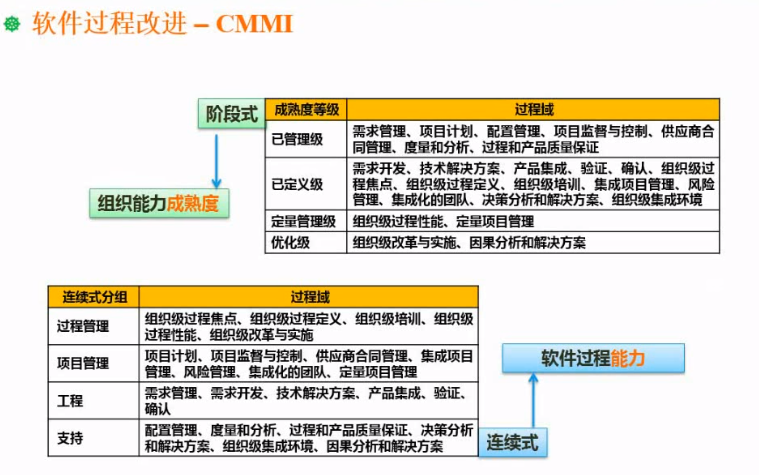 软件过程改进 – CMMI
阶段式
组织能力成熟度
成熟度等级 过程域
已管理级 需求管理、项目计划、配置管理、项目监督与控制、供应商合
同管理、度量和分析、过程和产品质量保证
已定义级 需求开发、技术解决方案、产品集成、验证、确认、组织级过
程焦点、组织级过程定义、组织级培训、集成项目管理、风险
管理、集成化的团队、决策分析和解决方案、组织级集成环境
定量管理级 组织级过程性能、定量项目管理
优化级 组织级改革与实施、因果分析和解决方案
连续式分组 过程域
过程管理 组织级过程焦点、组织级过程定义、组织级培训、组织级
过程性能、组织级改革与实施
项目管理 项目计划、项目监督与控制、供应商合同管理、集成项目
管理、风险管理、集成化的团队、定量项目管理
工程 需求管理、需求开发、技术解决方案、产品集成、验证、
确认
支持 配置管理、度量和分析、过程和产品质量保证、决策分析
和解决方案、组织级集成环境、因果分析和解决方案
软件过程能力
连续式